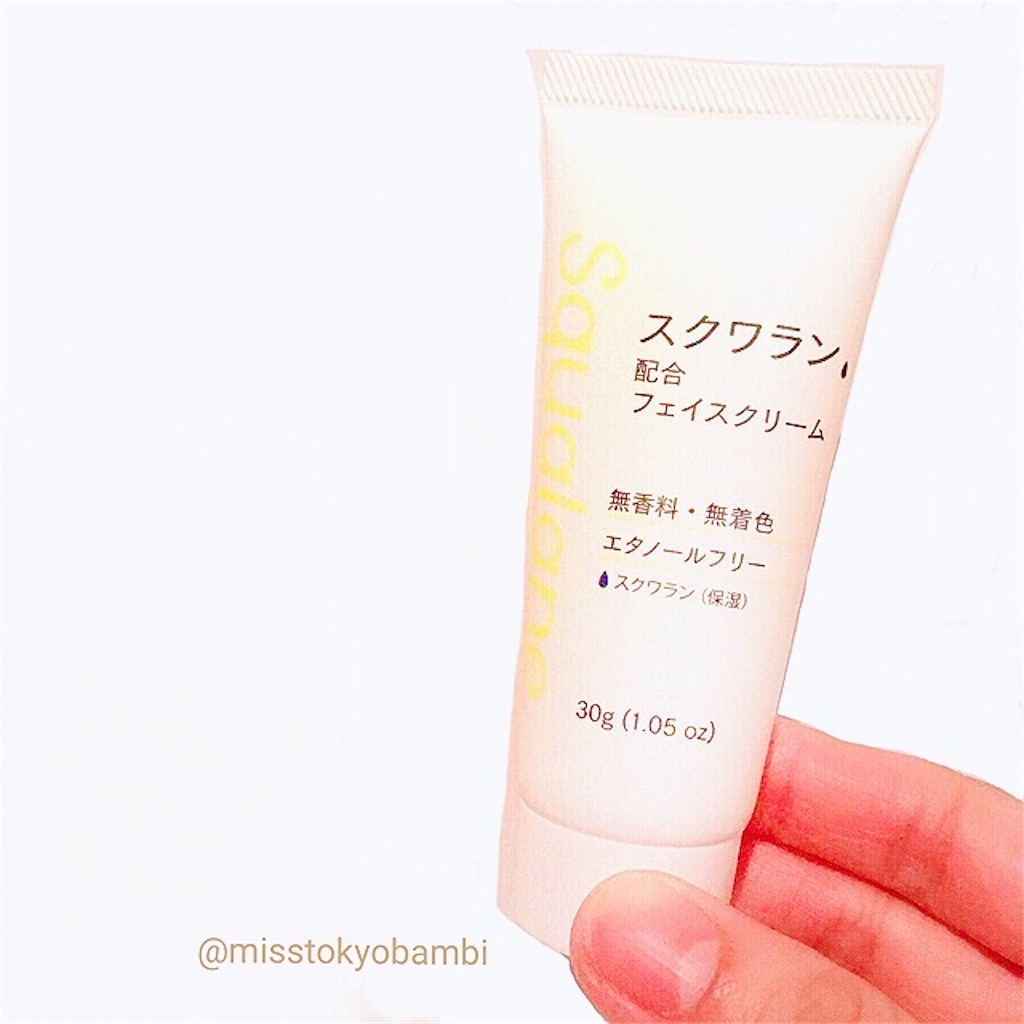 Squalane
スクワラン
配合
フェイスクリーム
無香料・無着色
エタノールフリー
スクワラン（保湿）
30g (1.05 oz)
@misstokyobambi